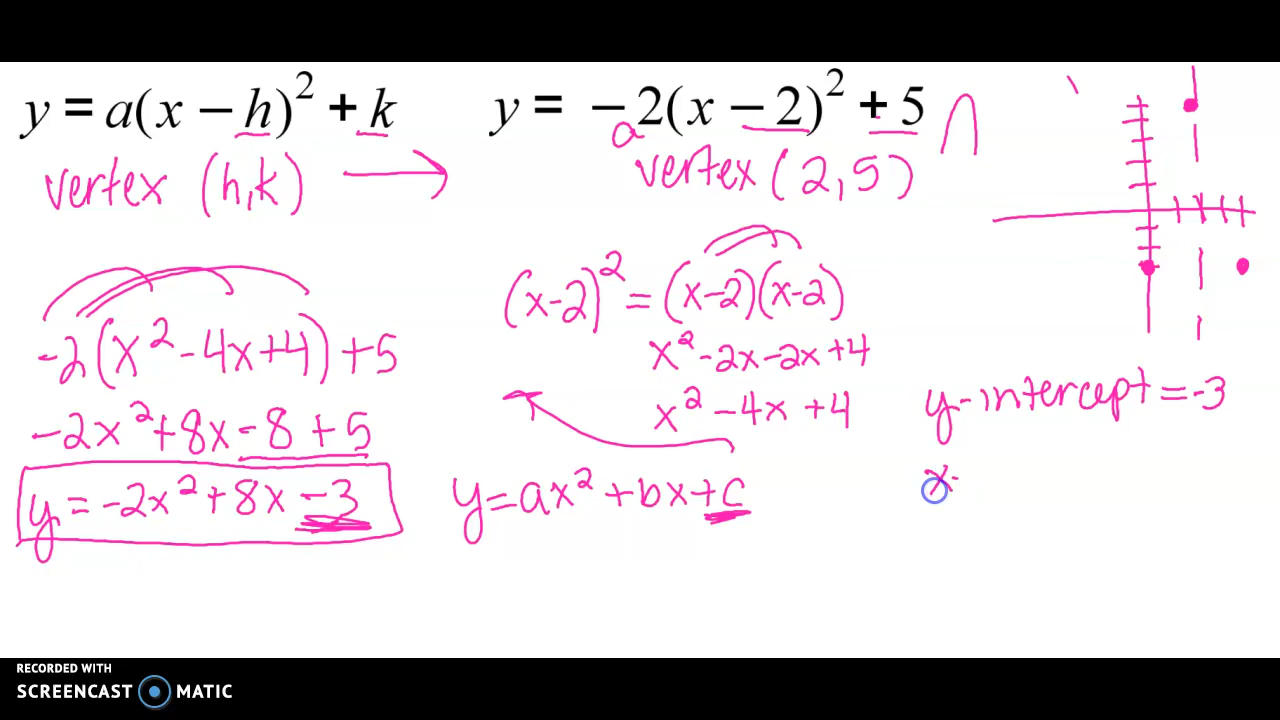 y = a(x − h)² + k
vertex (h,k)
y = −2(x − 2)² + 5
a
vertex (2,5)
-2(x² -4x+4)+5
-2x²+8x-8+5
y=-2x²+8x-3
(x-2)²=(x-2)(x-2)
x²-2x-2x+4
x²-4x+4
y=ax²+bx+c
y-intercept=-3
x-
RECORDED WITH
SCREENCAST MATIC